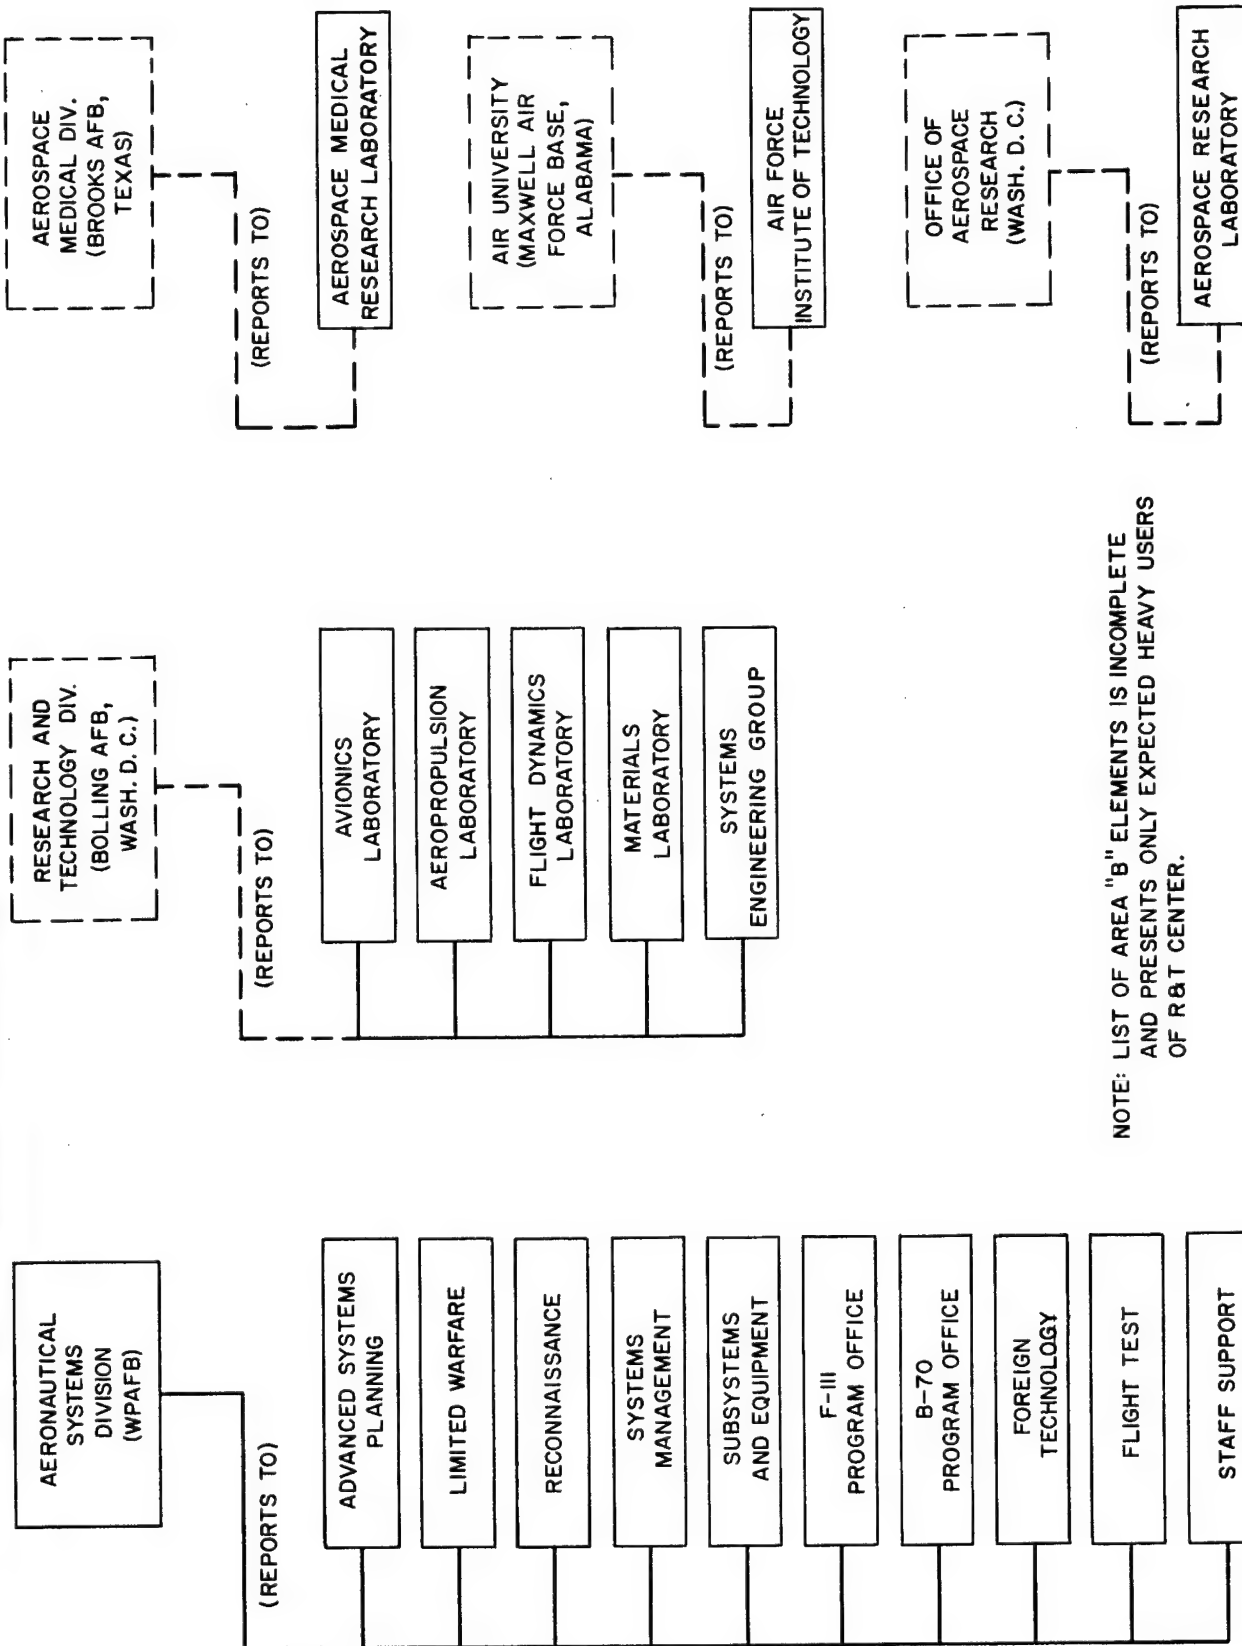 AERONAUTICAL
SYSTEMS
DIVISION
(WPAFB)
(REPORTS TO)
ADVANCED SYSTEMS
PLANNING
LIMITED WARFARE
RECONNAISSANCE
SYSTEMS
MANAGEMENT
SUBSYSTEMS
AND EQUIPMENT
F-111
PROGRAM OFFICE
B-70
PROGRAM OFFICE
FOREIGN
TECHNOLOGY
FLIGHT TEST
STAFF SUPPORT
RESEARCH AND
TECHNOLOGY DIV.
(BOLLING AFB,
WASH. D. C.)
(REPORTS TO)
AVIONICS
LABORATORY
AEROPROPULSION
LABORATORY
FLIGHT DYNAMICS
LABORATORY
MATERIALS
LABORATORY
SYSTEMS
ENGINEERING GROUP
NOTE: LIST OF AREA "B" ELEMENTS IS INCOMPLETE
AND PRESENTS ONLY EXPECTED HEAVY USERS
OF R&T CENTER.
AEROSPACE
MEDICAL DIV.
(BROOKS AFB,
TEXAS)
(REPORTS TO)
AEROSPACE MEDICAL
RESEARCH LABORATORY
AIR UNIVERSITY
(MAXWELL AIR
FORCE BASE,
ALABAMA)
(REPORTS TO)
AIR FORCE
INSTITUTE OF TECHNOLOGY
OFFICE OF
AEROSPACE
RESEARCH
(WASH. D. C.)
(REPORTS TO)
AEROSPACE RESEARCH
LABORATORY